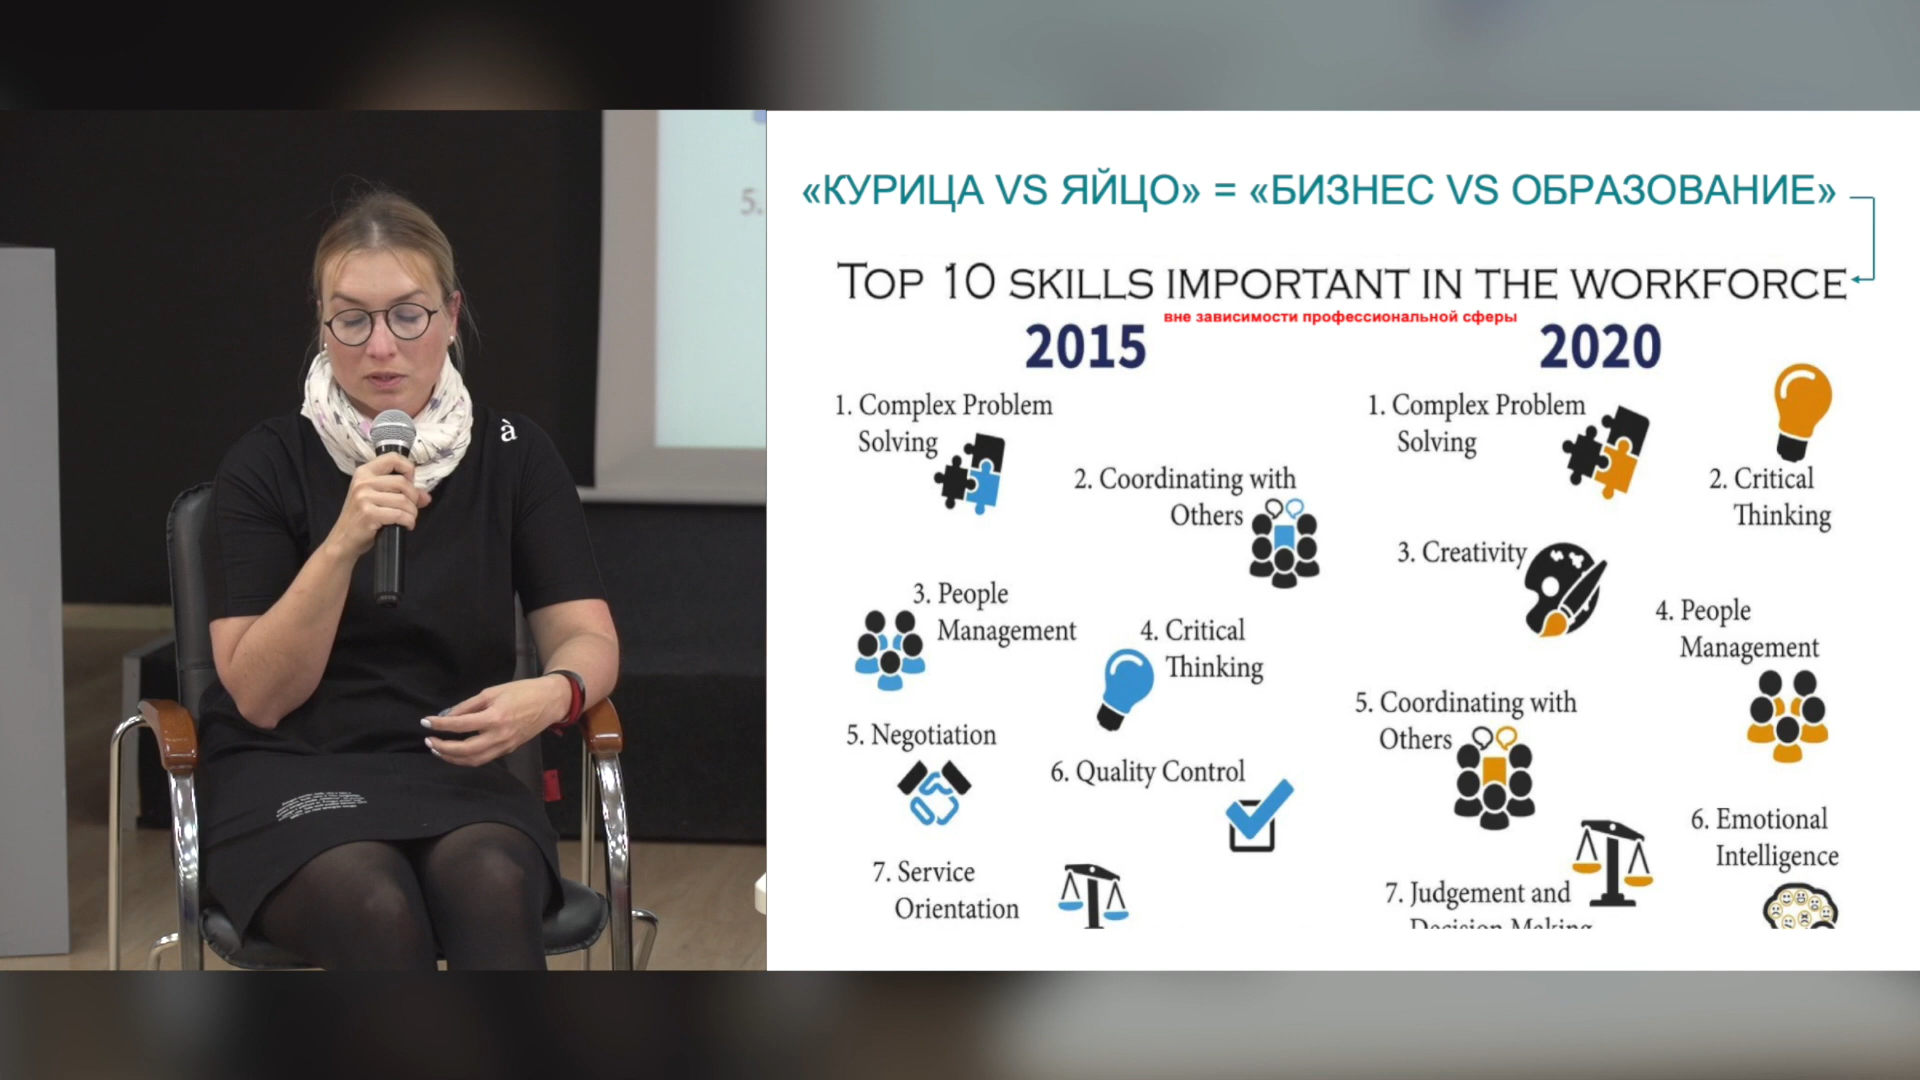 5.
à
«КУРИЦА VS ЯЙЦО» = «БИЗНЕС VS ОБРАЗОВАНИЕ»
TOP 10 SKILLS IMPORTANT IN THE WORKFORCE
вне зависимости профессиональной сферы
2015
1. Complex Problem
Solving
2. Coordinating with
Others
3. People
Management
4. Critical
Thinking
5. Negotiation
6. Quality Control
7. Service
Orientation
2020
1. Complex Problem
Solving
2. Critical
Thinking
3. Creativity
4. People
Management
5. Coordinating with
Others
6. Emotional
Intelligence
7. Judgement and
Decision Making